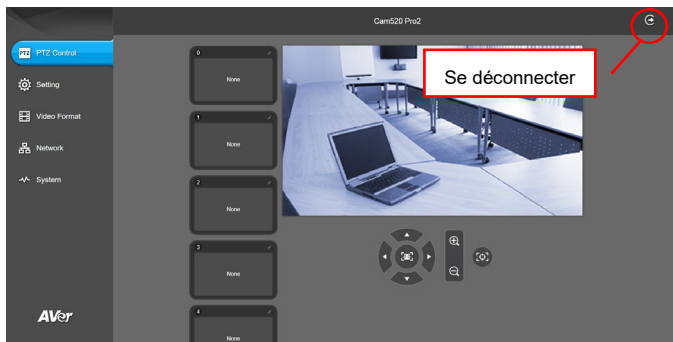 Cam520 Pro2
PTZ PTZ Control
Setting
Video Format
Network
System
AVer
0
None
1
None
2
None
3
None
4
None
Se déconnecter